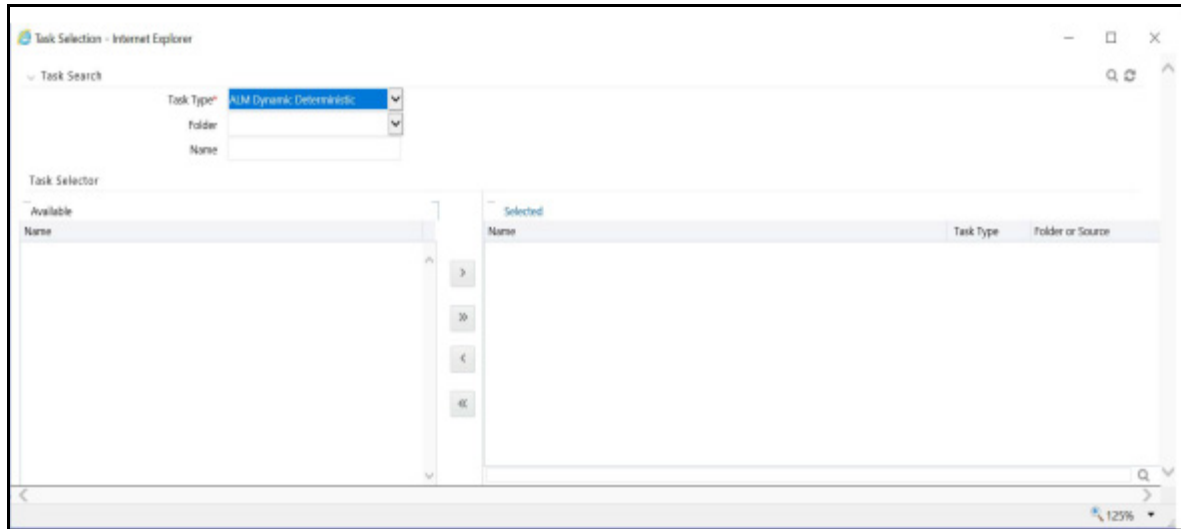 Task Selection - Internet Explorer
Task Search
Task Type* ALM Dynamic Deterministic
Folder
Name
Task Selector
Available
Selected
Name
Name Task Type Folder or Source
125%